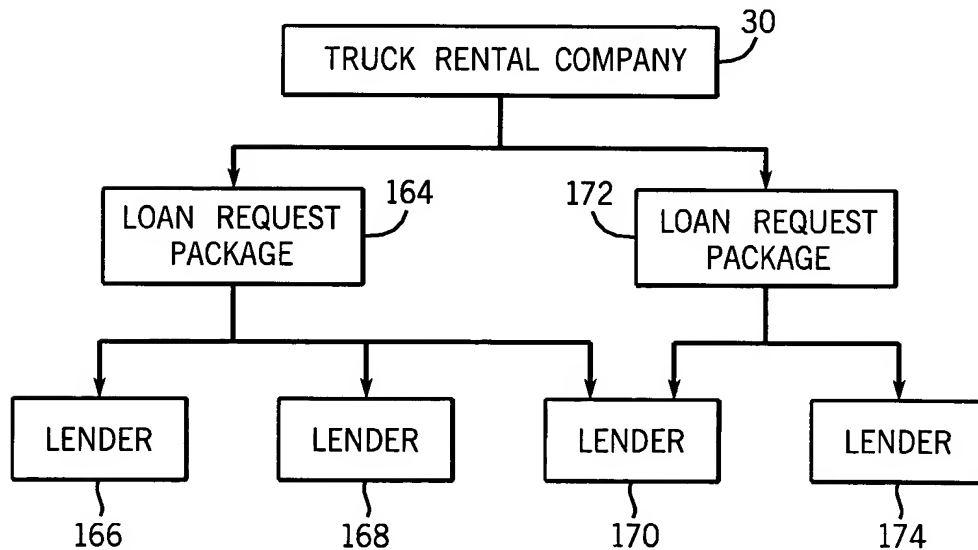 30
TRUCK RENTAL COMPANY
164
172
LOAN REQUEST
PACKAGE
LOAN REQUEST
PACKAGE
LENDER
LENDER
LENDER
LENDER
166
168
170
174